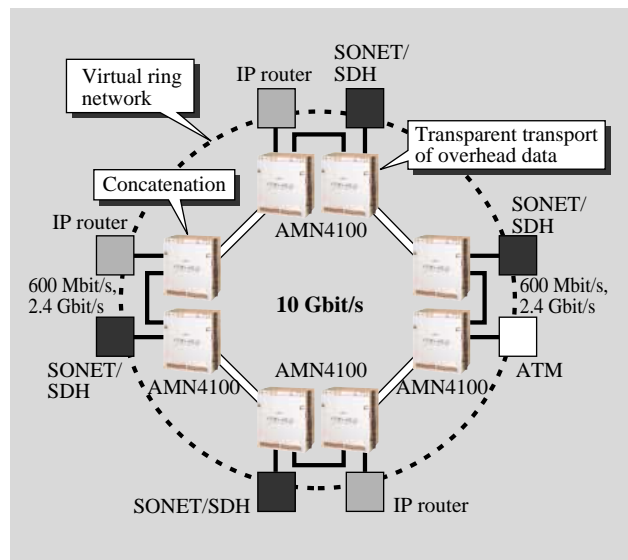 SONET/
SDH
IP router
Virtual ring
network
Transparent transport
of overhead data
Concatenation
SONET/
SDH
IP router
AMN4100
600 Mbit/s,
2.4 Gbit/s
10 Gbit/s
600 Mbit/s,
2.4 Gbit/s
SONET/
SDH
AMN4100
AMN4100
AMN4100
ATM
SONET/SDH
IP router